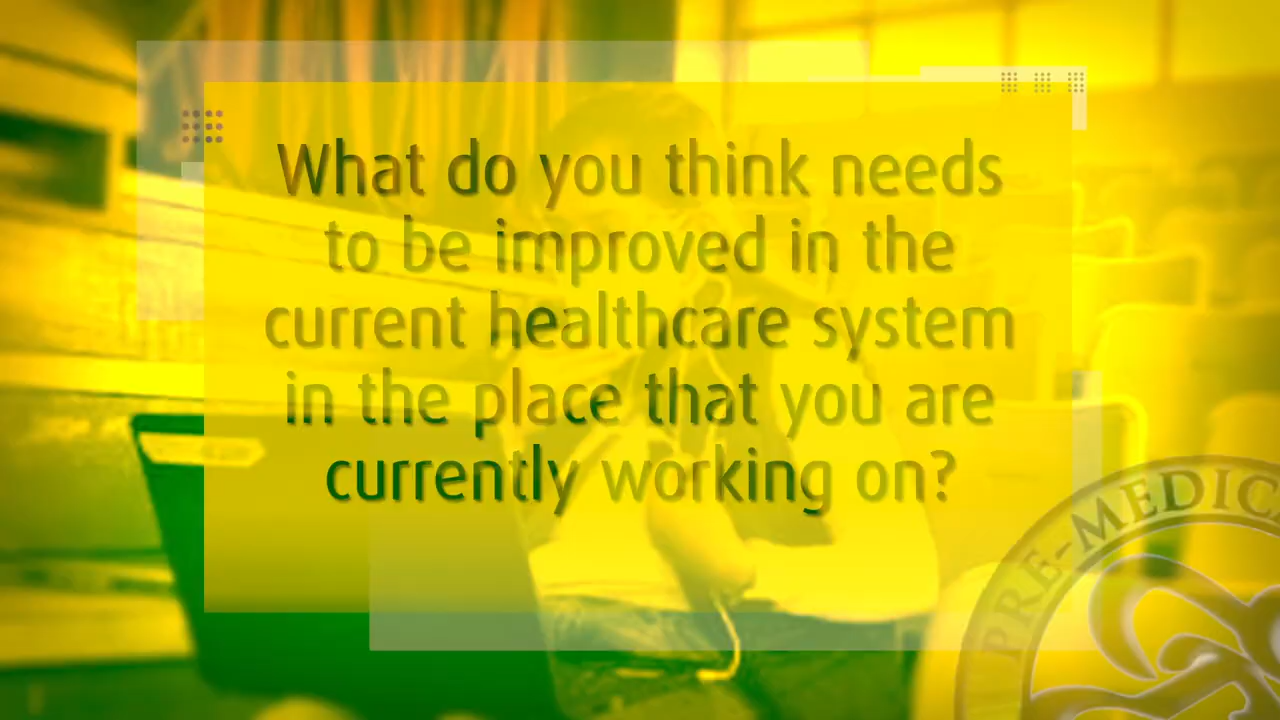 What do you think needs
to be improved in the
current healthcare system
in the place that you are
currently working on?
PRE-MEDIC